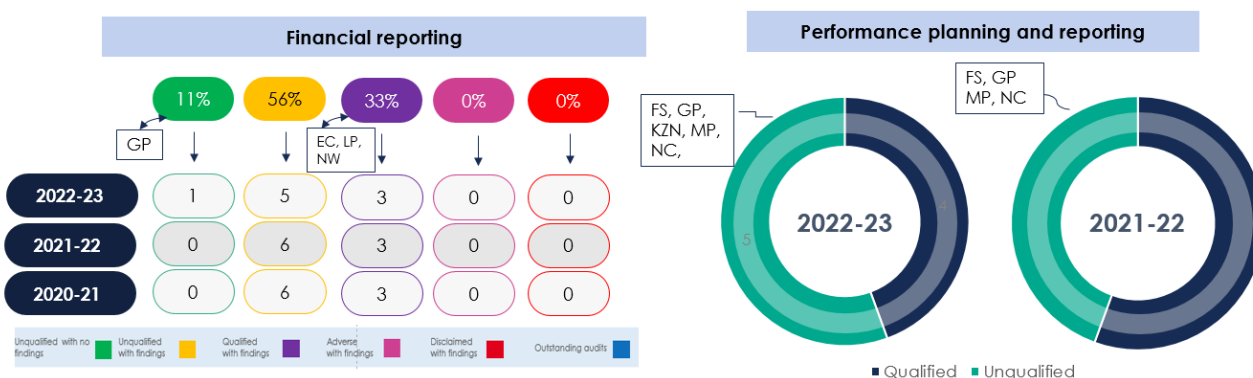 Financial reporting
11%
56%
33%
0%
0%
GP
EC, LP,
NW
2022-23
1
5
3
0
0
2021-22
0
6
3
0
0
2020-21
0
6
3
0
0
Unqualified with no
findings
Unqualified
with findings
Qualified
with findings
Adverse
with findings
Disclaimed
with findings
Outstanding audits
Performance planning and reporting
FS, GP,
KZN, MP,
NC,
5
2022-23
4
FS, GP
MP, NC
2021-22
Qualified
Unqualified